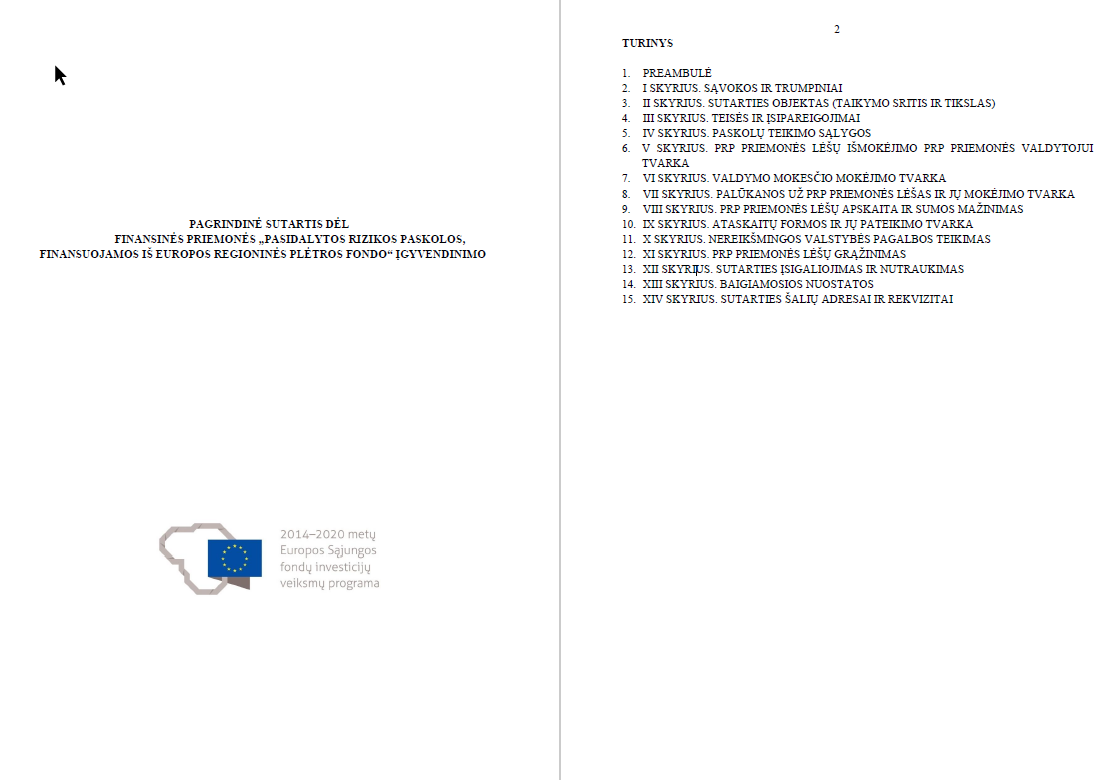 PAGRINDINĖ SUTARTIS DĖL
FINANSINĖS PRIEMONĖS „PASIDALYTOS RIZIKOS PASKOLOS,
FINANSUOJAMOS IŠ EUROPOS REGIONINĖS PLĖTROS FONDO“ ĮGYVENDINIMO
2014–2020 metų
Europos Sąjungos
fondų investicijų
veiksmų programa
2
TURINYS
1. PREAMBULĖ
2. I SKYRIUS. SĄVOKOS IR TRUMPINIAI
3. II SKYRIUS. SUTARTIES OBJEKTAS (TAIKYMO SRITIS IR TIKSLAS)
4. III SKYRIUS. TEISĖS IR ĮSIPAREIGOJIMAI
5. IV SKYRIUS. PASKOLŲ TEIKIMO SĄLYGOS
6. V SKYRIUS. PRP PRIEMONĖS LĖŠŲ IŠMOKĖJIMO PRP PRIEMONĖS VALDYTOJUI
TVARKA
7. VI SKYRIUS. VALDYMO MOKESČIO MOKĖJIMO TVARKA
8. VII SKYRIUS. PALŪKANOS UŽ PRP PRIEMONĖS LĖŠAS IR JŲ MOKĖJIMO TVARKA
9. VIII SKYRIUS. PRP PRIEMONĖS LĖŠŲ APSKAITA IR SUMOS MAŽINIMAS
10. IX SKYRIUS. ATASKAITŲ FORMOS IR JŲ PATEIKIMO TVARKA
11. X SKYRIUS. NEREIKŠMINGOS VALSTYBĖS PAGALBOS TEIKIMAS
12. XI SKYRIUS. PRP PRIEMONĖS LĖŠŲ GRĄŽINIMAS
13. XII SKYRIUS. SUTARTIES ĮSIGALIOJIMAS IR NUTRAUKIMAS
14. XIII SKYRIUS. BAIGIAMOSIOS NUOSTATOS
15. XIV SKYRIUS. SUTARTIES ŠALIŲ ADRESAI IR REKVIZITAI